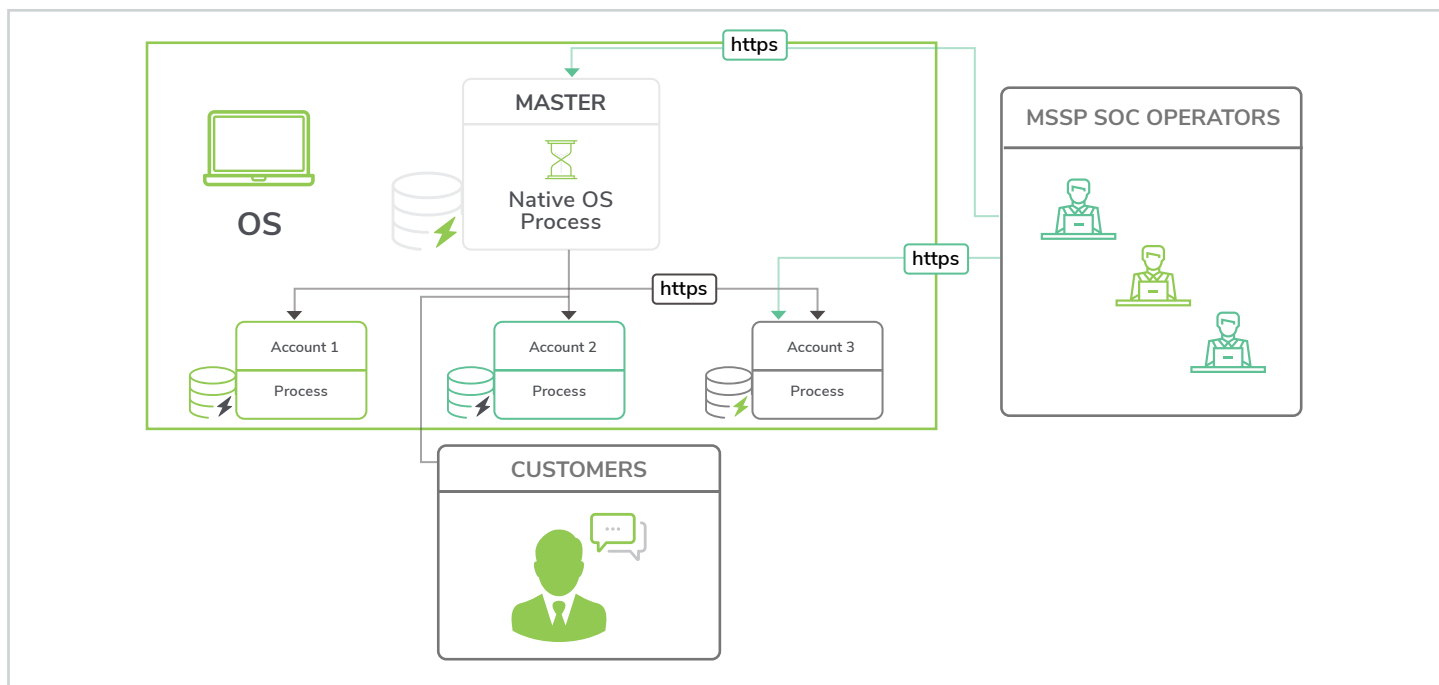 https
MASTER
MSSP SOC OPERATORS
Native OS
Process
OS
https
https
Account 1
Account 2
Account 3
Process
Process
Process
CUSTOMERS